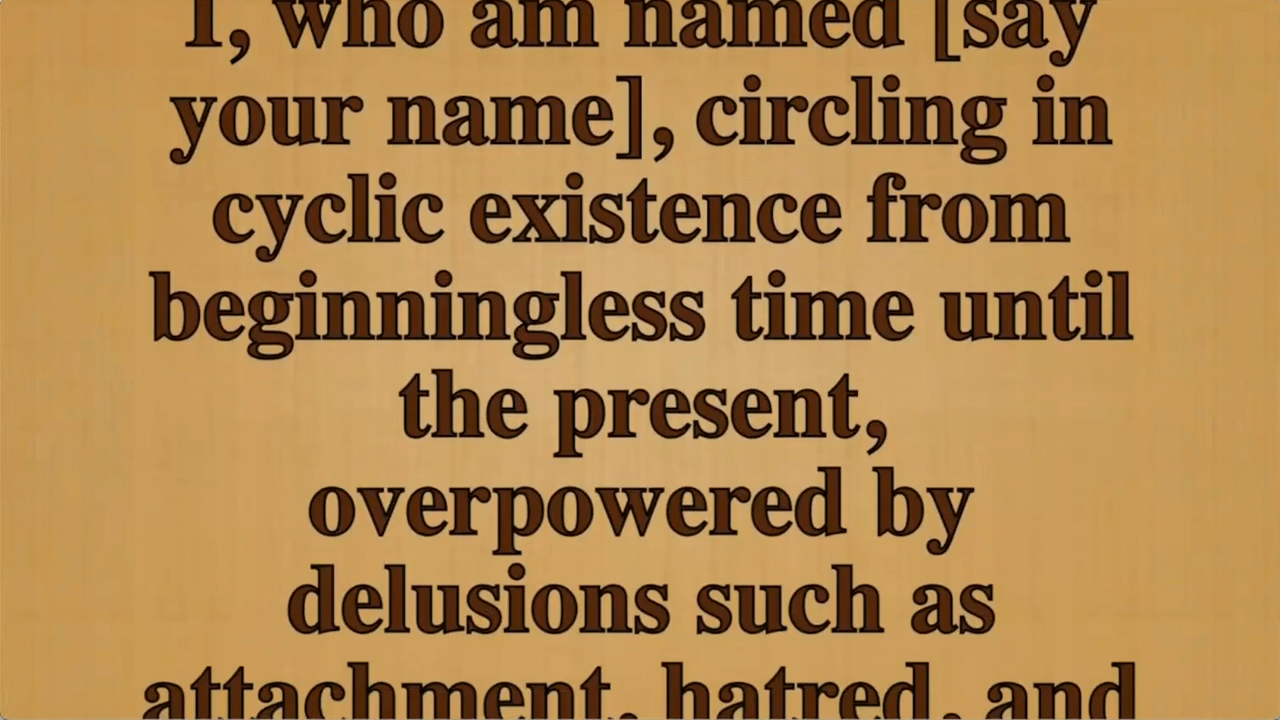 I, who am named [say
your name], circling in
cyclic existence from
beginningless time until
the present,
overpowered by
delusions such as
attachment, hatred, and